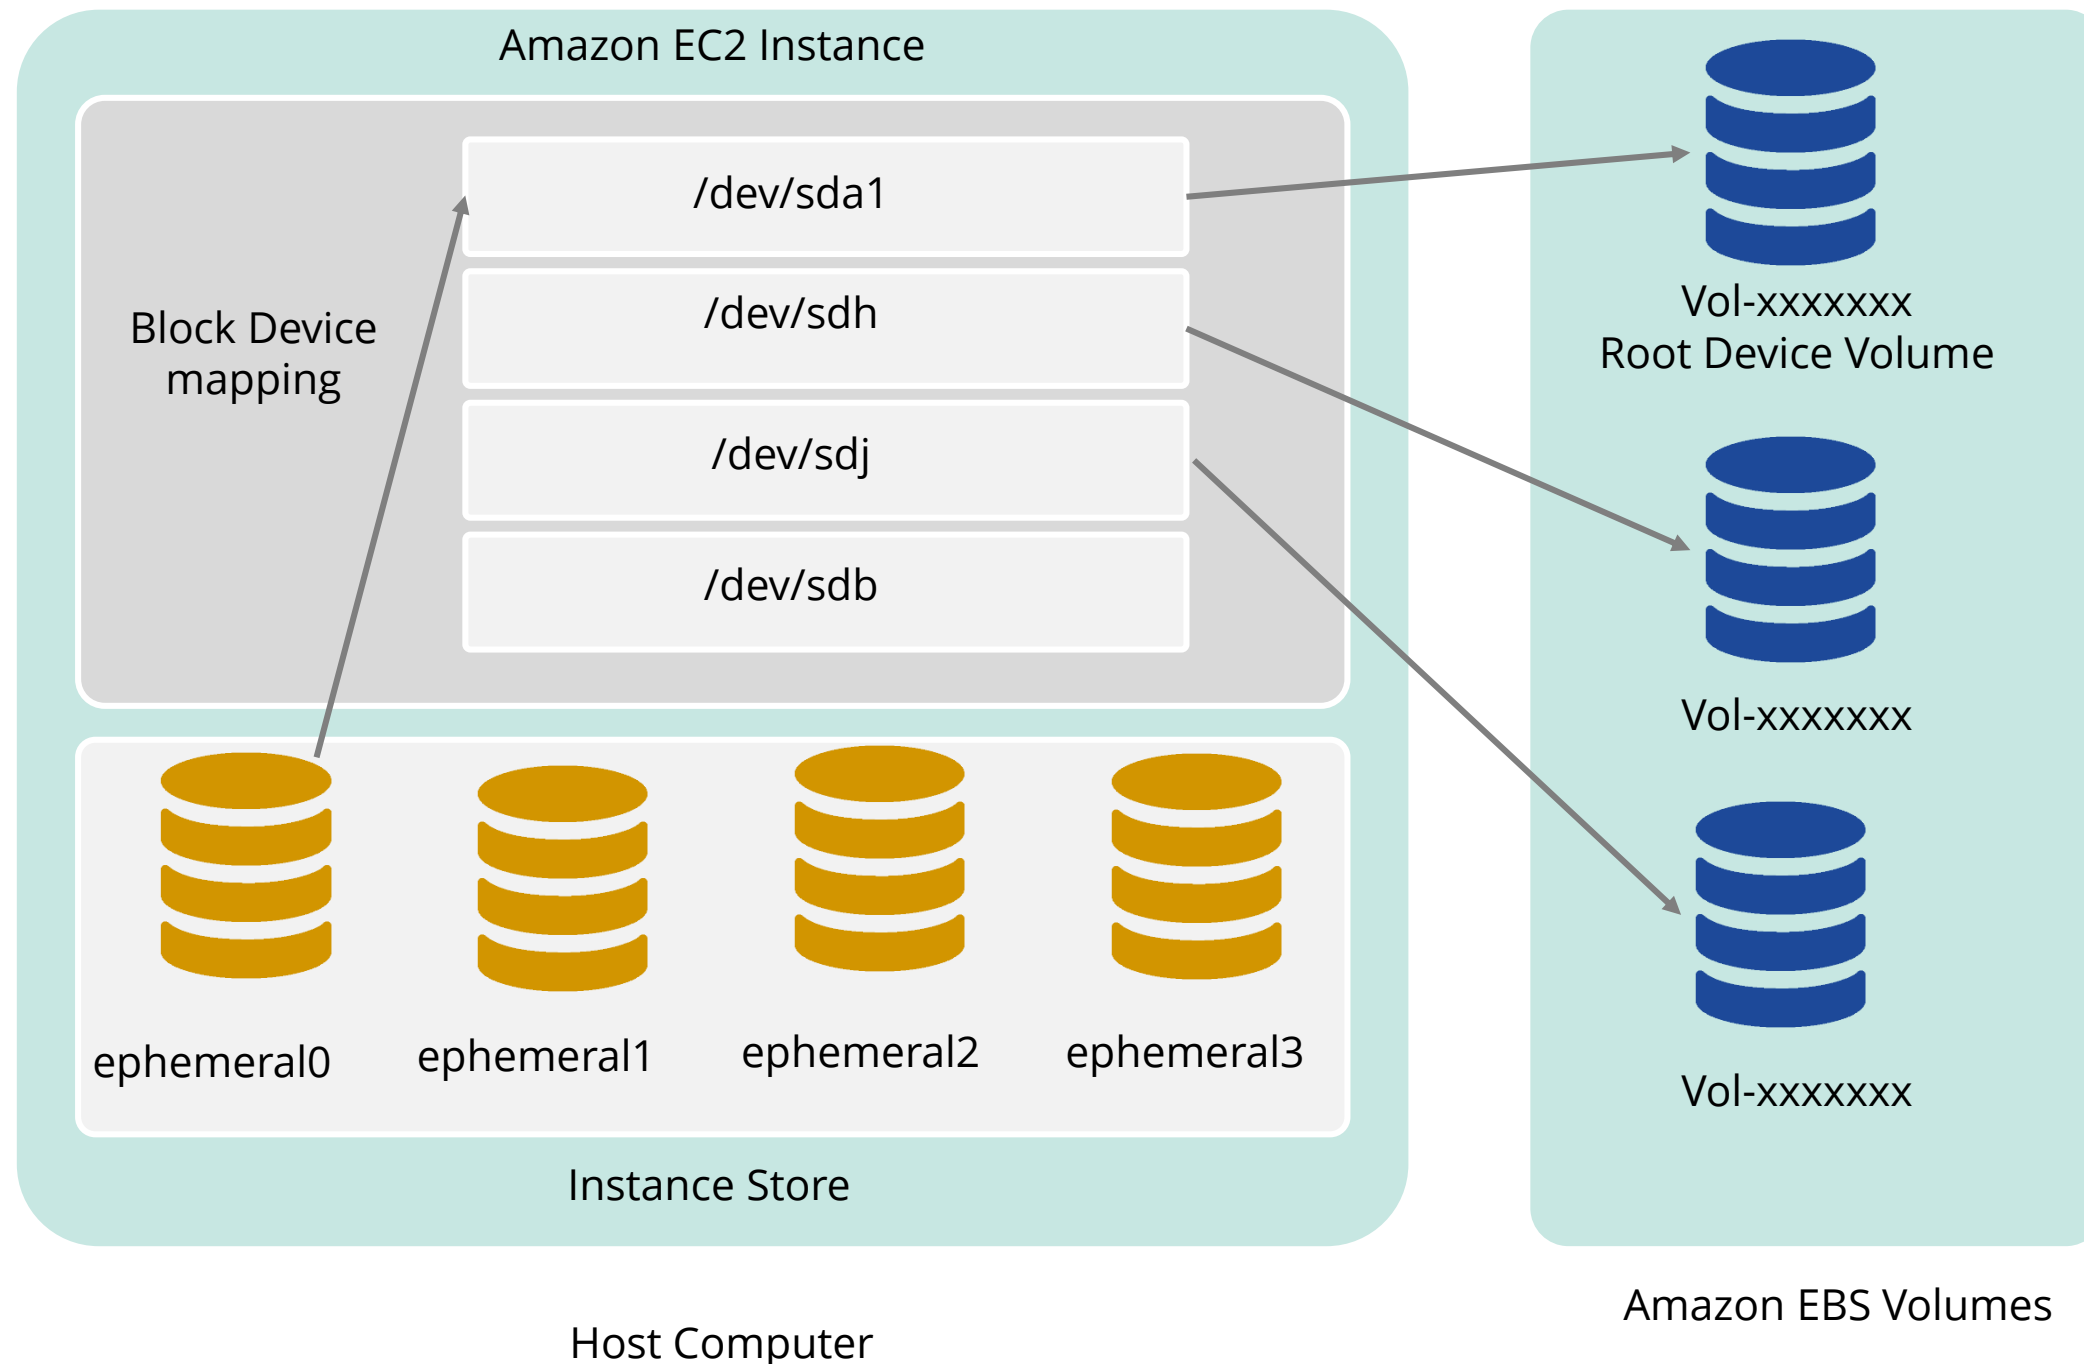 Amazon EC2 Instance
Block Device
mapping
/dev/sda1
/dev/sdh
/dev/sdj
/dev/sdb
ephemeral0
ephemeral1
ephemeral2
ephemeral3
Instance Store
Host Computer
Vol-xxxxxxx
Root Device Volume
Vol-xxxxxxx
Vol-xxxxxxx
Amazon EBS Volumes